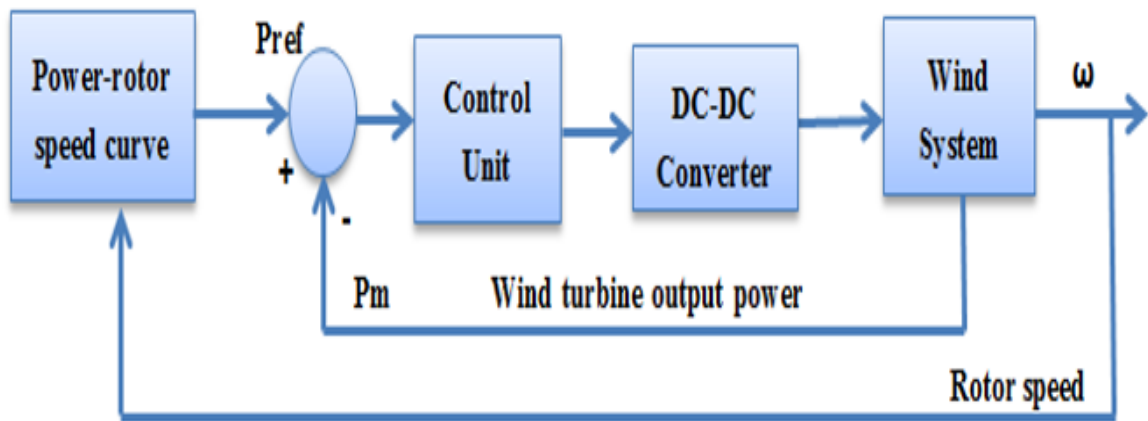 Power-rotor
speed curve
Pref
+
-
Control
Unit
DC-DC
Converter
Wind
System
ω
Pm
Wind turbine output power
Rotor speed